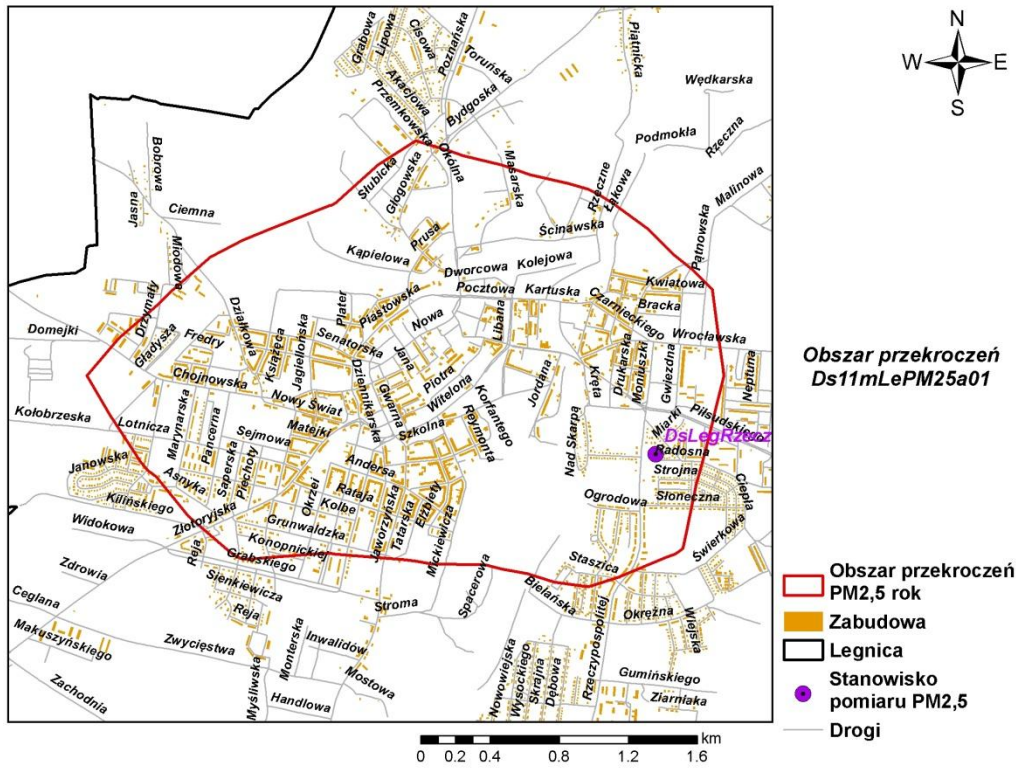 N
W
E
S
Grabowa
Lipowa
Cisowa
Akacjowa
Przemkowska
Poznańska
Toruńska
Bydgoska
Okólna
Piątnicka
Wędkarska
Podmokła
Rzeczna
Malinowa
Pątnowska
Bobrowa
Jasna
Ciemna
Miodowa
Słubicka
Głogowska
Masarska
Rzeczne
Łąkowa
Ścinawska
Prusa
Kąpielowa
Dworcowa
Kolejowa
Pocztowa
Kartuska
Kwiatowa
Bracka
Czarnieckiego
Wrocławska
Drzymały
Gładysza
Domejki
Fredry
Działkowa
Książęca
Jagiellońska
Senatorska
Plater
Piastowska
Nowa
Libana
Jana
Piotra
Witelona
Gwarna
Dziennikarska
Chojnowska
Nowy Świat
Jordana
Kręta
Drukarska
Moniuszki
Gwiezdna
Neptuna
Piłsudskiego
Miarki
DsLegRzecz
Radosna
Strojna
Słoneczna
Ciepła
Świerkowa
Nad Skarpą
Ogrodowa
Kołobrzeska
Lotnicza
Marynarska
Pancerna
Sejmowa
Matejki
Szkolna
Korfantego
Reymonta
Janowska
Asnyka
Saperska
Piechoty
Andersa
Okrzei
Rataja
Kolbe
Kilińskiego
Złotoryjska
Grunwaldzka
Jaworzyńska
Tatarska
Elżbiety
Mickiewicza
Widokowa
Reja
Konopnickiej
Grabskiego
Zdrowia
Sienkiewicza
Stroma
Spacerowa
Staszica
Bielańska
Okrężna
Wiejska
Ceglana
Makuszyńskiego
Reja
Zwycięstwa
Monterska
Inwalidów
Mostowa
Zachodnia
Myśliwska
Handlowa
Nowowiejska
Wysockiego
Skrajna
Dębowa
Rzeczypospolitej
Gumińskiego
Ziarniaka
Obszar przekroczeń
Ds11mLePM25a01
Obszar przekroczeń
PM2,5 rok
Zabudowa
Legnica
Stanowisko
pomiaru PM2,5
Drogi
km
0 0.2 0.4 0.8 1.2 1.6